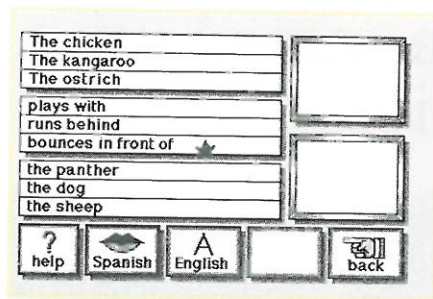 The chicken
The kangaroo
The ostrich
plays with
runs behind
bounces in front of
the panther
the dog
the sheep
?
help
Spanish
A
English
back